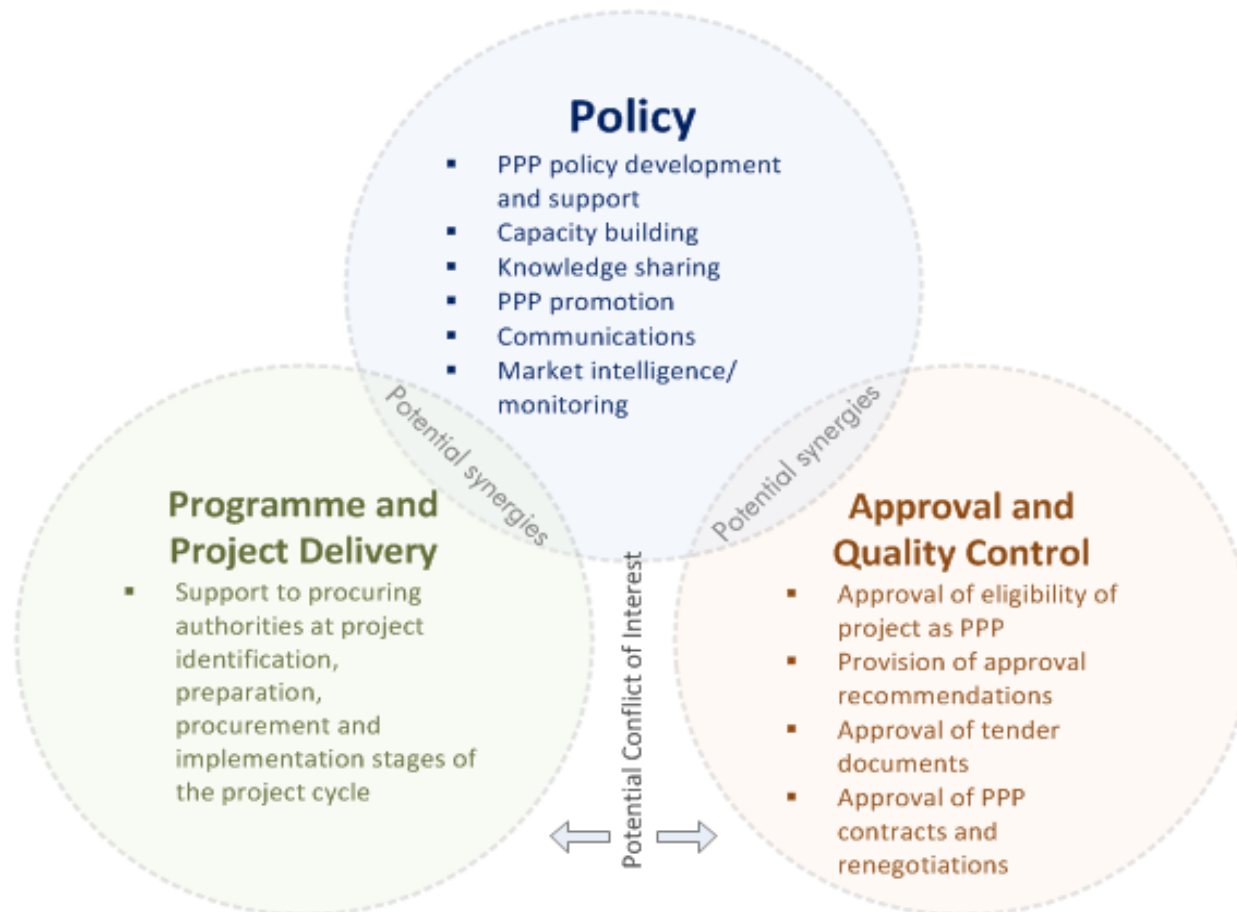 Policy
▪ PPP policy development
and support
▪ Capacity building
▪ Knowledge sharing
▪ PPP promotion
▪ Communications
▪ Market intelligence/
monitoring
Potential synergies
Potential synergies
Programme and
Project Delivery
▪ Support to procuring
authorities at project
identification,
preparation,
procurement and
implementation stages of
the project cycle
Potential Conflict of Interest
Approval and
Quality Control
▪ Approval of eligibility of
project as PPP
▪ Provision of approval
recommendations
▪ Approval of tender
documents
▪ Approval of PPP
contracts and
renegotiations